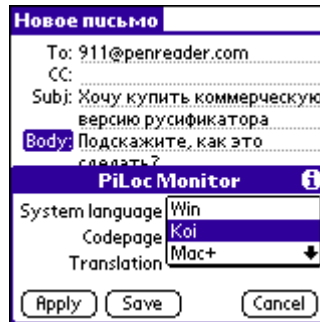 Новое письмо
To: 911@penreader.com
CC:
Subj: Хочу купить коммерческую
версию русификатора
Body: Подскажите, как это
сделать?
PiLoc Monitor
System language Win
Codepage Koi
Translation Mac+
Apply Save Cancel